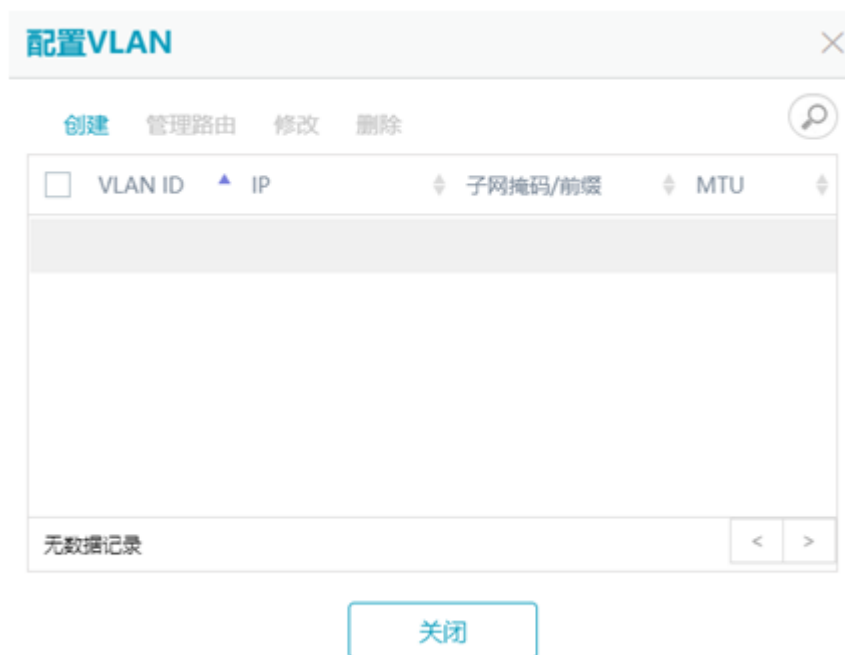 配置VLAN
创建 管理路由 修改 删除
VLAN ID IP 子网掩码/前缀 MTU
无数据记录 < >
关闭